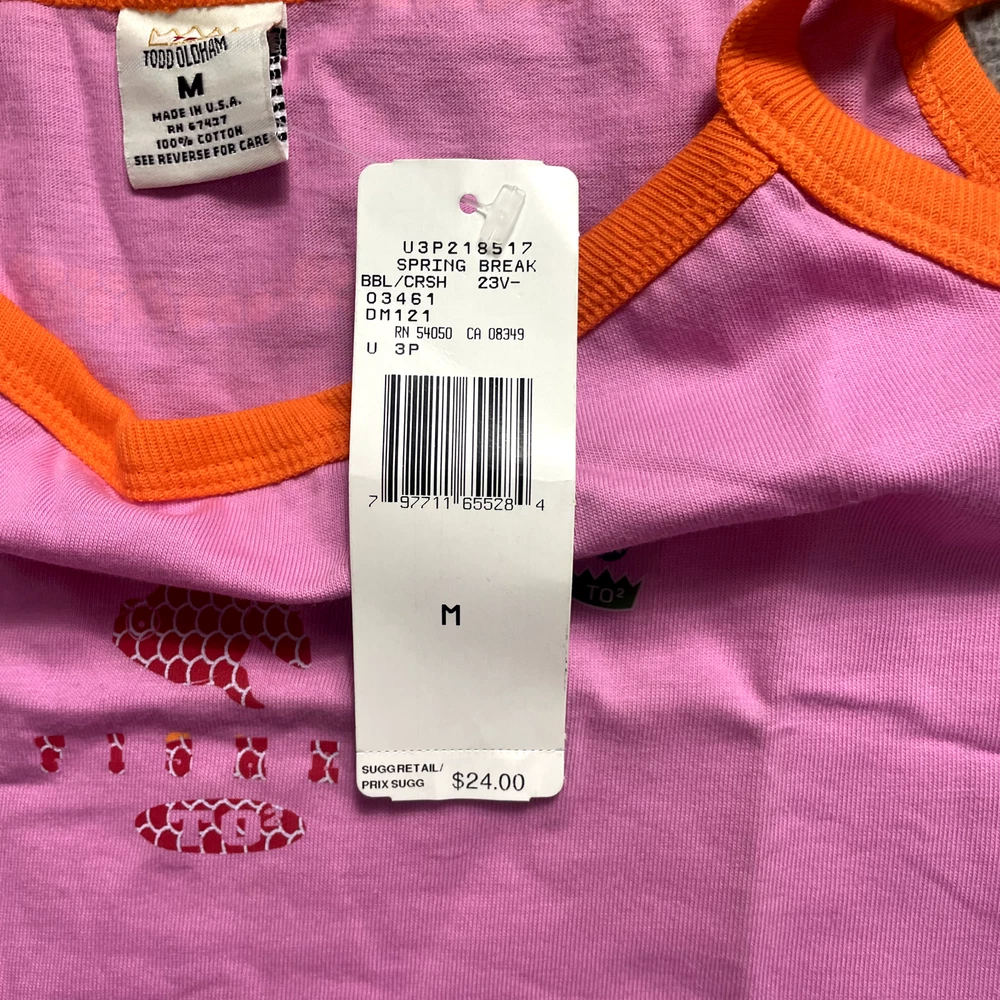 TODD OLDHAM
M
MADE IN U.S.A.
RN 67437
100% COTTON
SEE REVERSE FOR CARE
U3P218517
SPRING BREAK
BBL/CRSH 23V-
03461
DM121
RN 54050 CA 08349
U 3P
7 97711 65528 4
M
SUGG RETAIL/
PRIX SUGG $24.00
TO²
TO²